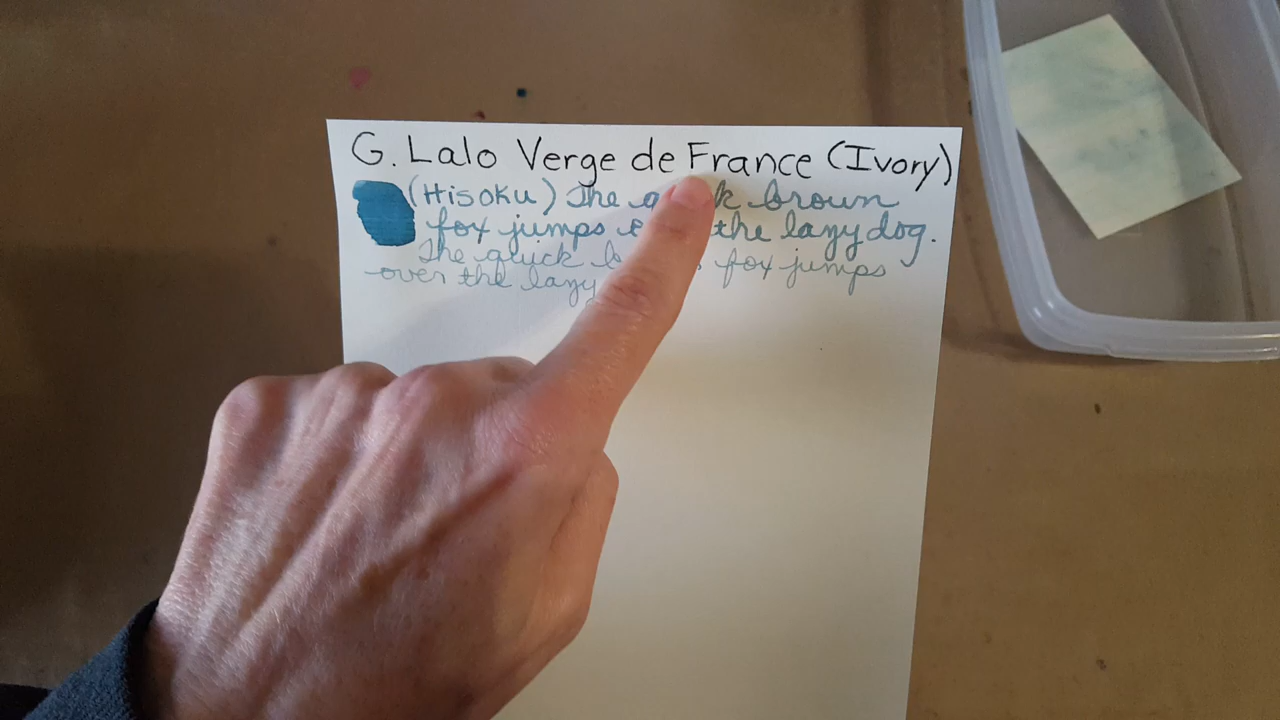 G. Lalo Verge de France (Ivory)
(Hisoku) The k brown
fox jumps the lazy dog.
The quick fox jumps
over the lazy